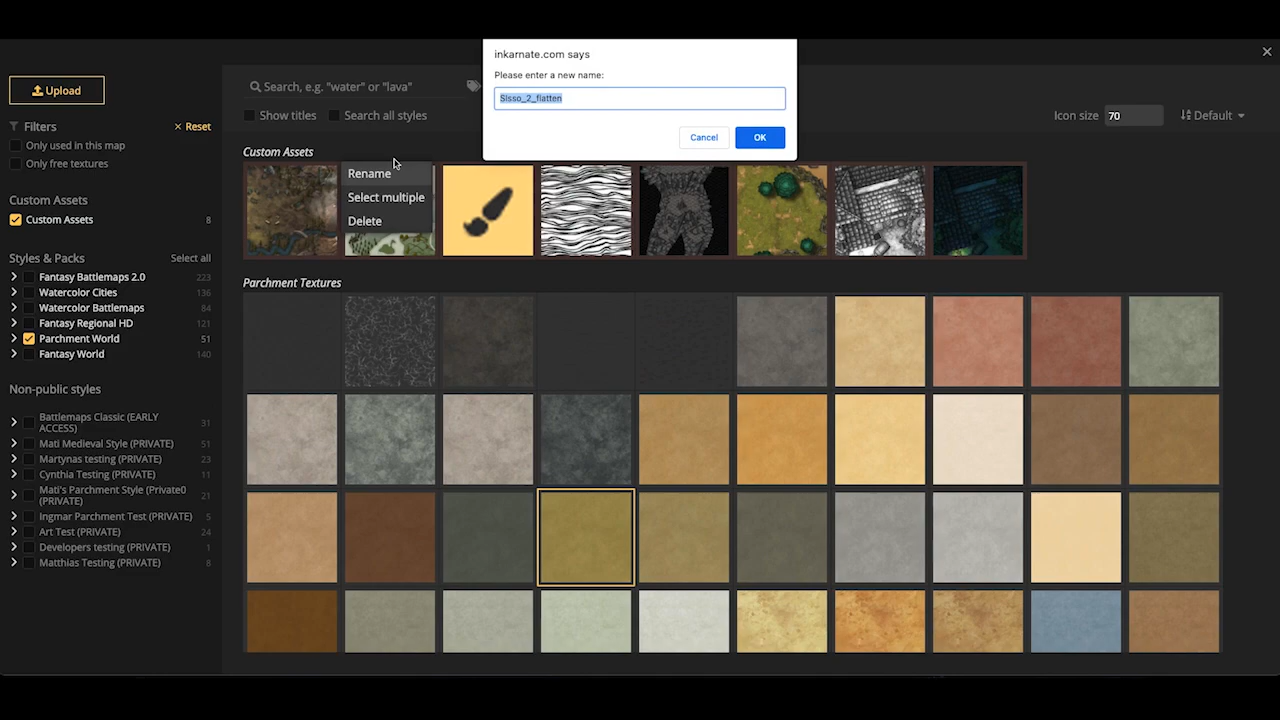 inkarnate.com says
Please enter a new name:
Sisso_2_flatten
Cancel
OK
Upload
Search, e.g. "water" or "lava"
Show titles
Search all styles
Icon size
70
Default
Filters
Reset
Only used in this map
Only free textures
Custom Assets
Custom Assets 8
Styles & Packs
Select all
Fantasy Battlemaps 2.0 223
Watercolor Cities 136
Watercolor Battlemaps 84
Fantasy Regional HD 121
Parchment World 51
Fantasy World 140
Non-public styles
Battlemaps Classic (EARLY
ACCESS) 31
Mati Medieval Style (PRIVATE) 51
Martynas testing (PRIVATE) 23
Cynthia Testing (PRIVATE) 11
Mati's Parchment Style (Private0
(PRIVATE) 21
Ingmar Parchment Test (PRIVATE) 5
Art Test (PRIVATE) 24
Developers testing (PRIVATE) 1
Matthias Testing (PRIVATE) 8
Custom Assets
Rename
Select multiple
Delete
Parchment Textures